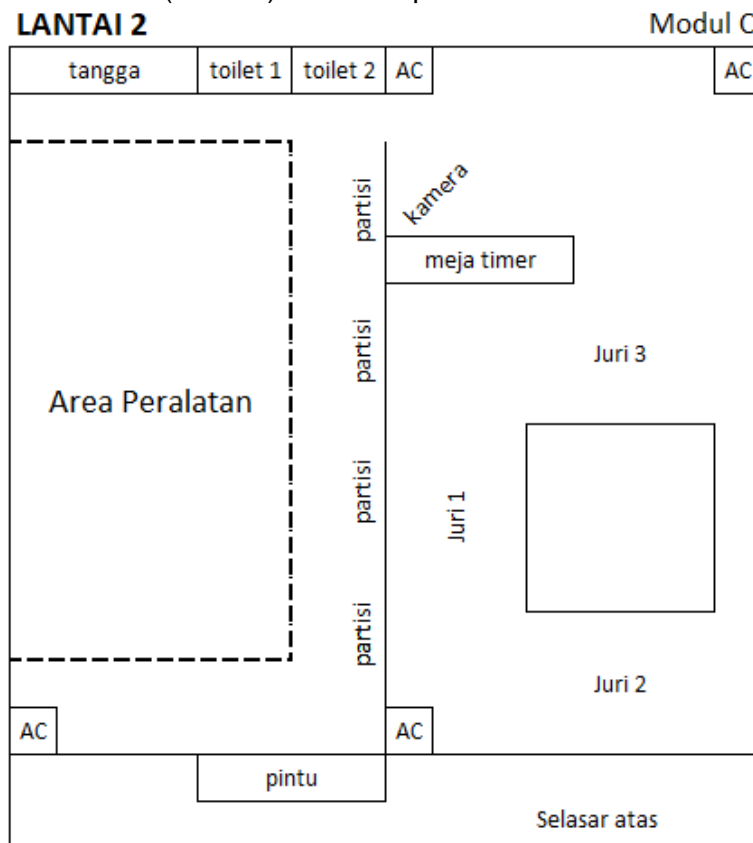 LANTAI 2
Modul
tangga
toilet 1
toilet 2
AC
AC
partisi
kamera
meja timer
partisi
Juri 3
Area Peralatan
partisi
Juri 1
partisi
Juri 2
AC
AC
pintu
Selasar atas